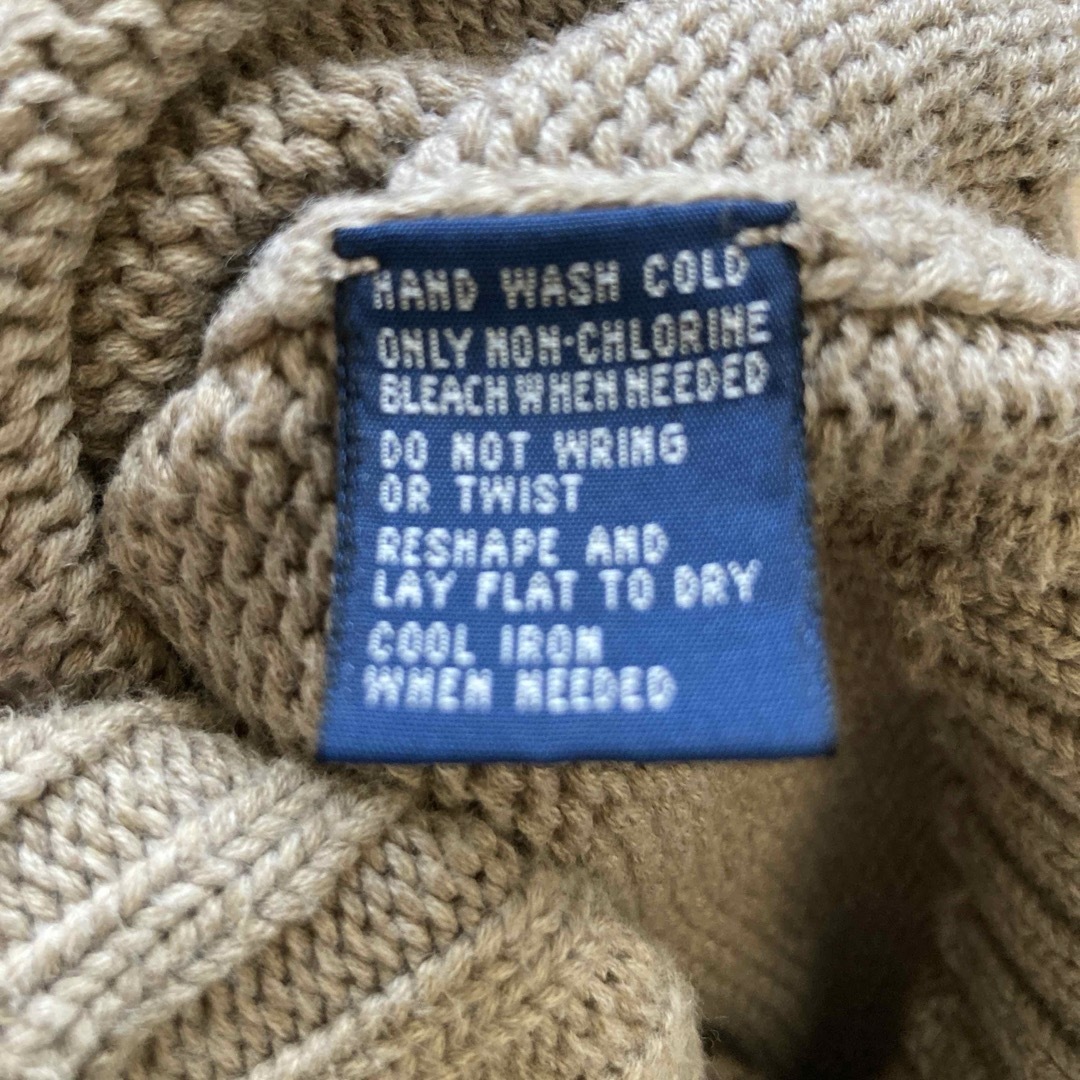 HAND WASH COLD
ONLY NON-CHLORINE
BLEACH WHEN NEEDED
DO NOT WRING
OR TWIST
RESHAPE AND
LAY FLAT TO DRY
COOL IRON
WHEN NEEDED